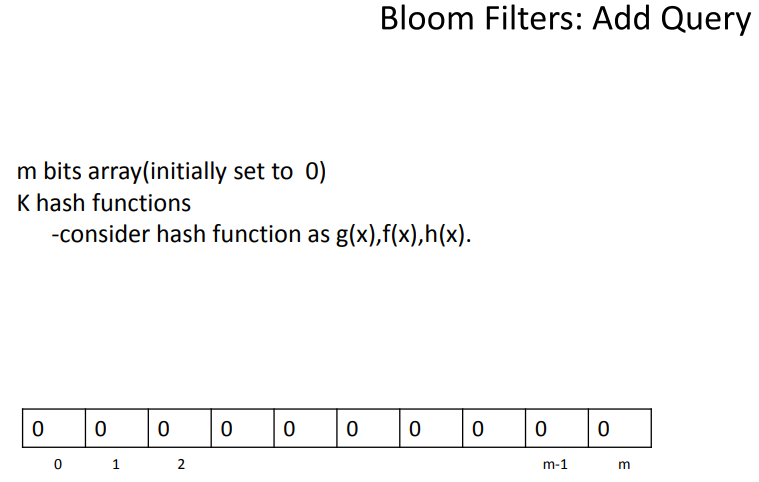 Bloom Filters: Add Query
m bits array(initially set to 0)
K hash functions
-consider hash function as g(x),f(x),h(x).
0 0 0 0 0 0 0 0 0 0
0 1 2 m-1 m